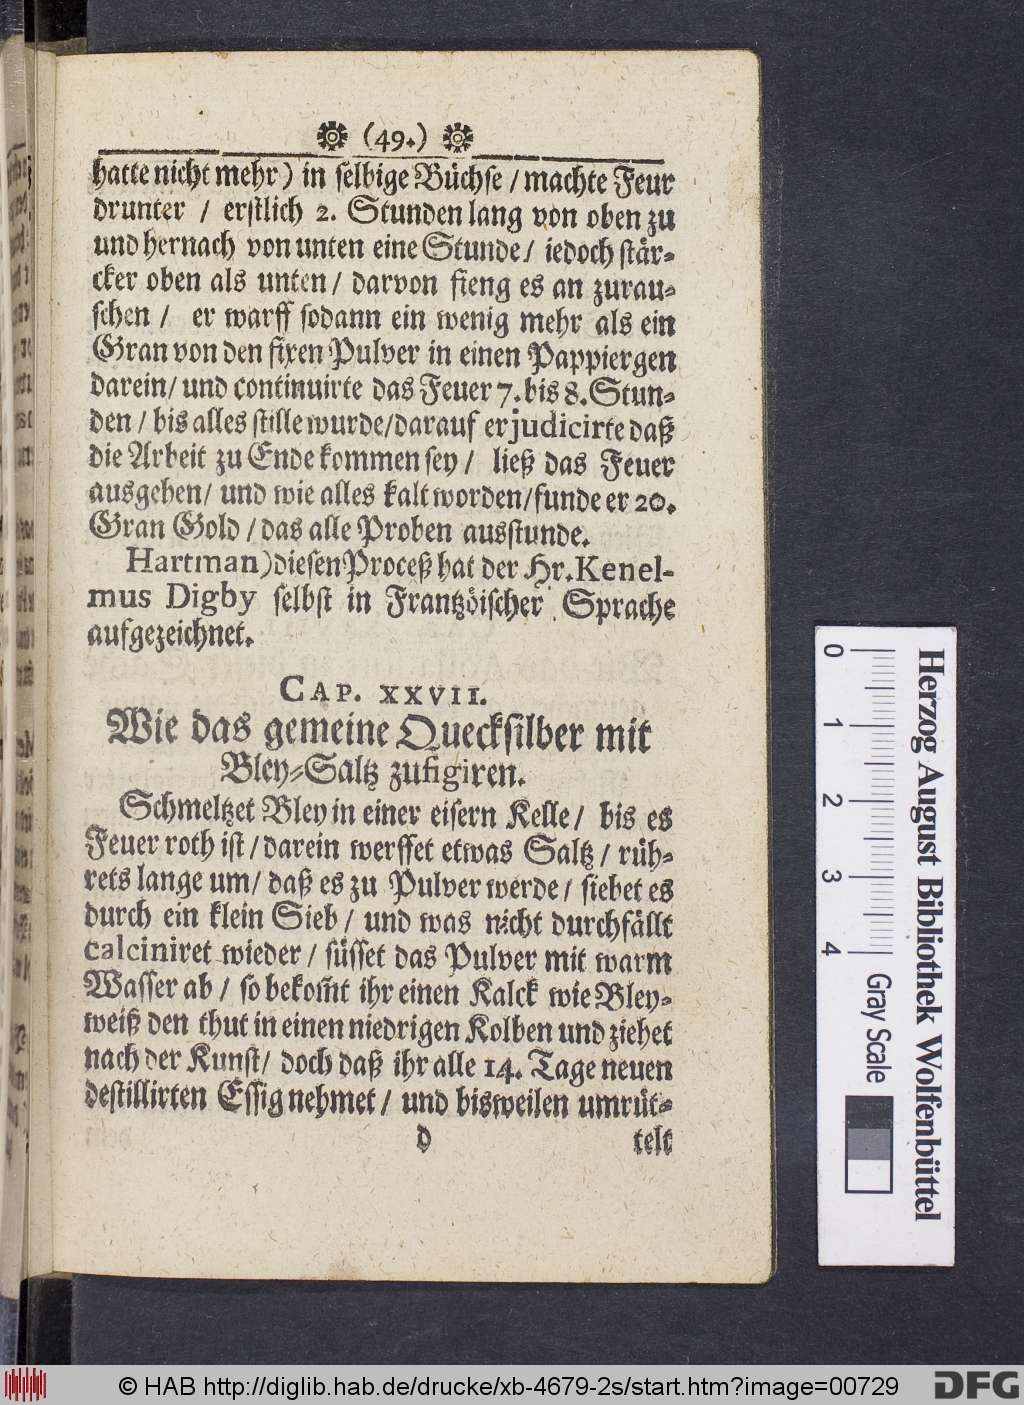 (49.)
hatte nicht mehr) in selbige Büchse / machte Feur
drunter / erstlich 2. Stunden lang von oben zu
und hernach von unten eine Stunde / iedoch stär-
cker oben als unten / darvon fieng es an zurau-
schen / er warff sodann ein wenig mehr als ein
Gran von den fixen Pulver in einen Pappiergen
darein / und continuirte das Feuer 7. bis 8. Stun-
den / bis alles stille wurde / darauf er judicirte daß
die Arbeit zu Ende kommen sey / ließ das Feuer
ausgehen / und wie alles kalt worden / funde er 20.
Gran Gold / das alle Proben ausstunde.
Hartman) diesen Proceß hat der Hr. Kenel-
mus Digby selbst in Frantzöischer Sprache
aufgezeichnet.
CAP. XXVII.
Wie das gemeine Quecksilber mit
Bley-Saltz zufigiren.
Schmeltzet Bley in einer eisern Kelle / bis es
Feuer roth ist / darein werffet etwas Saltz / rüh-
rets lange um / daß es zu Pulver werde / siebet es
durch ein klein Sieb / und was nicht durchfällt
calciniret wieder / süsset das Pulver mit warm
Wasser ab / so bekom̃t ihr einen Kalck wie Bley-
weiß den thut in einen niedrigen Kolben und ziehet
nach der Kunst / doch daß ihr alle 14. Tage neuen
destillirten Essig nehmet / und bisweilen umrüt-
d telt
Herzog August Bibliothek Wolfenbüttel
0 1 2 3 4 Gray Scale
© HAB http://diglib.hab.de/drucke/xb-4679-2s/start.htm?image=00729
DFG